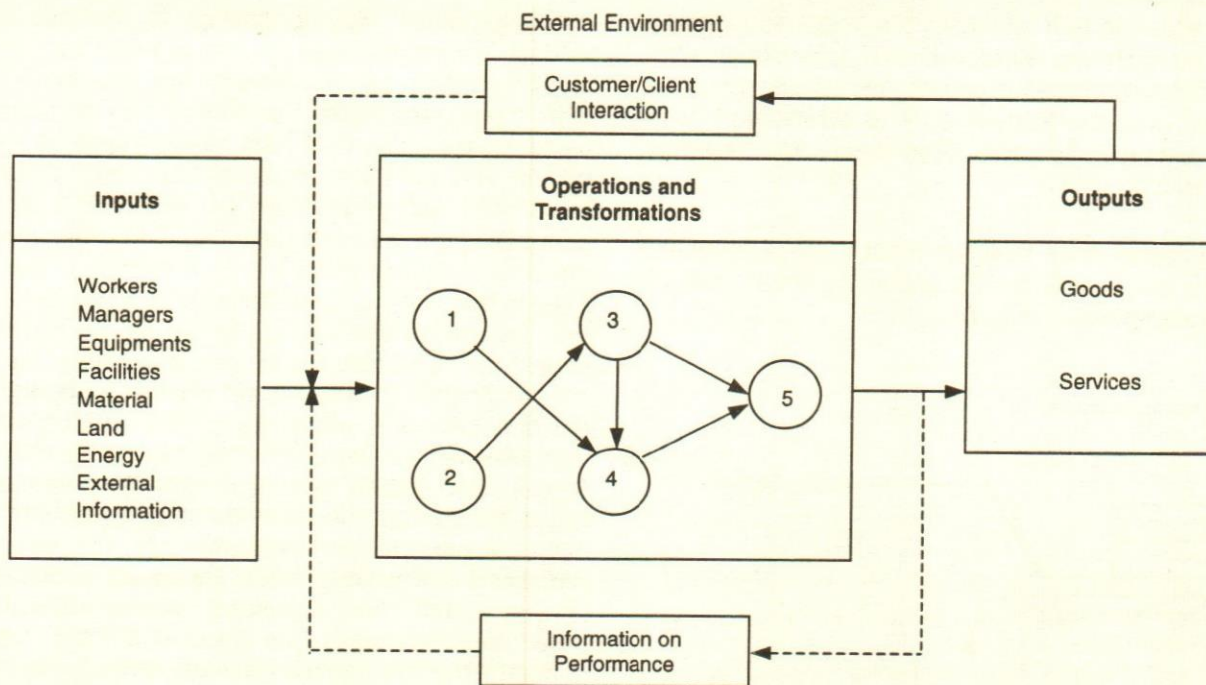 External Environment
Customer/Client
Interaction
Inputs
Workers
Managers
Equipments
Facilities
Material
Land
Energy
External
Information
Operations and
Transformations
1
3
5
2
4
Outputs
Goods
Services
Information on
Performance